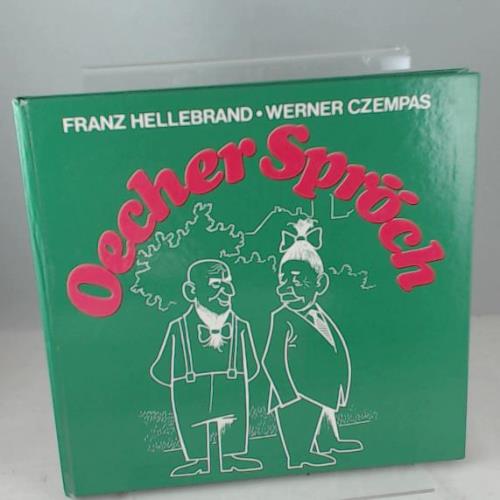 FRANZ HELLEBRAND • WERNER CZEMPAS
Oecher Spröch